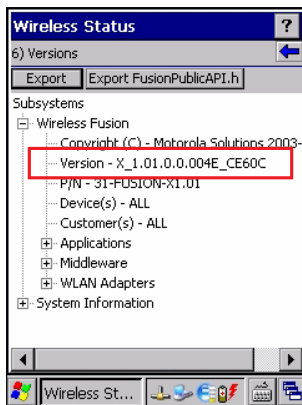 Wireless Status ?
6) Versions
Export Export FusionPublicAPI.h
Subsystems
Wireless Fusion
Copyright (C) - Motorola Solutions 2003-
Version - X_1.01.0.0.004E_CE60C
P/N - 31-FUSION-X1.01
Device(s) - ALL
Customer(s) - ALL
Applications
Middleware
WLAN Adapters
System Information
Wireless St...